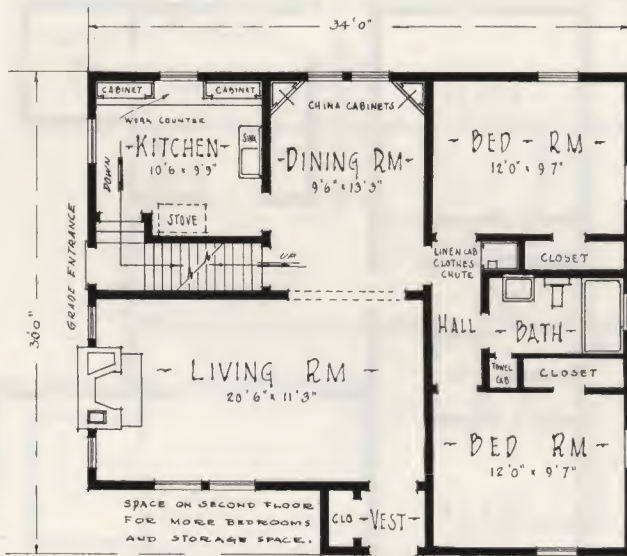 34'0"
CABINET
CABINET
WORK COUNTER
CHINA CABINETS
-KITCHEN-
10'6 x 9'9"
SINK
DOWN
STOVE
-DINING RM
9'6" x 13'3"
- BED - RM
12'0" x 9'7"
GRADE ENTRANCE
30'0"
UP
LINEN CAB
CLOTHES
CHUTE
CLOSET
HALL
-BATH-
TOWEL
CAB
CLOSET
- LIVING RM -
20'6" x 11'3"
- BED RM -
12'0" x 9'7"
SPACE ON SECOND FLOOR
FOR MORE BEDROOMS
AND STORAGE SPACE.
CLO
-VEST-